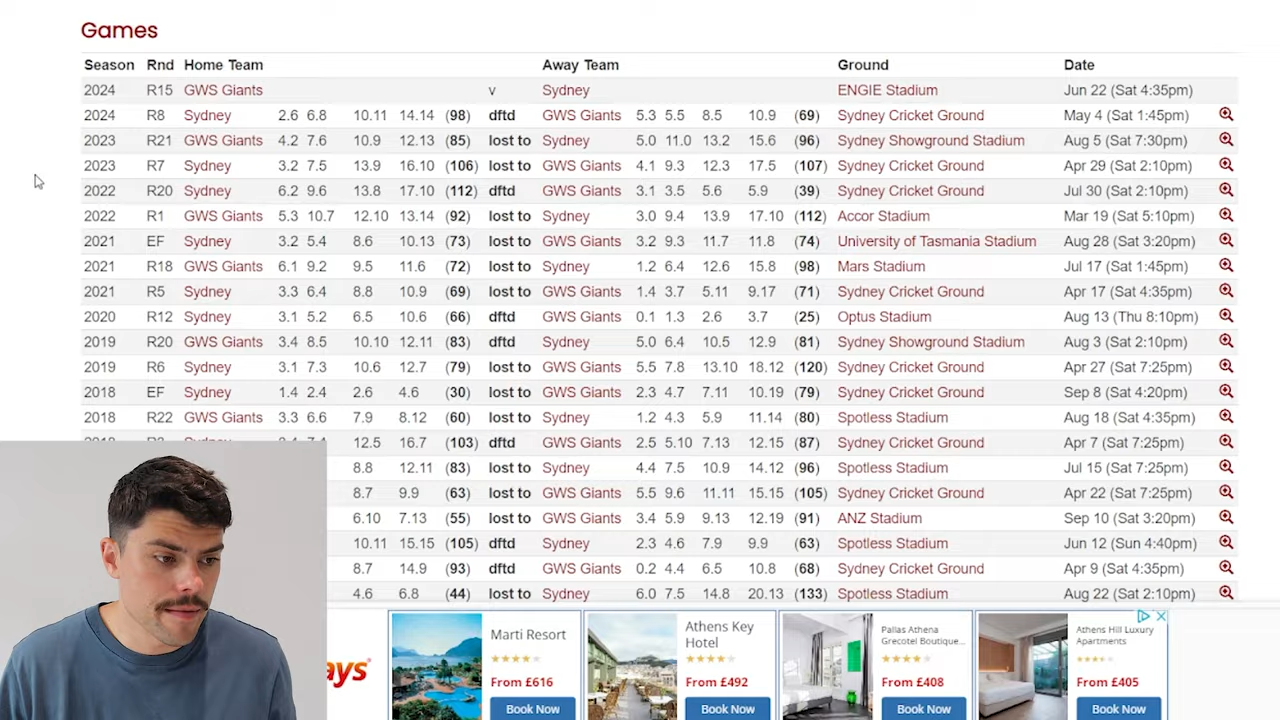 Games
Season Rnd Home Team Away Team Ground Date
2024 R15 GWS Giants v Sydney ENGIE Stadium Jun 22 (Sat 4:35pm)
2024 R8 Sydney 2.6 6.8 10.11 14.14 (98) dftd GWS Giants 5.3 5.5 8.5 10.9 (69) Sydney Cricket Ground May 4 (Sat 1:45pm)
2023 R21 GWS Giants 4.2 7.6 10.9 12.13 (85) lost to Sydney 5.0 11.0 13.2 15.6 (96) Sydney Showground Stadium Aug 5 (Sat 7:30pm)
2023 R7 Sydney 3.2 7.5 13.9 16.10 (106) lost to GWS Giants 4.1 9.3 12.3 17.5 (107) Sydney Cricket Ground Apr 29 (Sat 2:10pm)
2022 R20 Sydney 6.2 9.6 13.8 17.10 (112) dftd GWS Giants 3.1 3.5 5.6 5.9 (39) Sydney Cricket Ground Jul 30 (Sat 2:10pm)
2022 R1 GWS Giants 5.3 10.7 12.10 13.14 (92) lost to Sydney 3.0 9.4 13.9 17.10 (112) Accor Stadium Mar 19 (Sat 5:10pm)
2021 EF Sydney 3.2 5.4 8.6 10.13 (73) lost to GWS Giants 3.2 9.3 11.7 11.8 (74) University of Tasmania Stadium Aug 28 (Sat 3:20pm)
2021 R18 GWS Giants 6.1 9.2 9.5 11.6 (72) lost to Sydney 1.2 6.4 12.6 15.8 (98) Mars Stadium Jul 17 (Sat 1:45pm)
2021 R5 Sydney 3.3 6.4 8.8 10.9 (69) lost to GWS Giants 1.4 3.7 5.11 9.17 (71) Sydney Cricket Ground Apr 17 (Sat 4:35pm)
2020 R12 Sydney 3.1 5.2 6.5 10.6 (66) dftd GWS Giants 0.1 1.3 2.6 3.7 (25) Optus Stadium Aug 13 (Thu 8:10pm)
2019 R20 GWS Giants 3.4 8.5 10.10 12.11 (83) dftd Sydney 5.0 6.4 10.5 12.9 (81) Sydney Showground Stadium Aug 3 (Sat 2:10pm)
2019 R6 Sydney 3.1 7.3 10.6 12.7 (79) lost to GWS Giants 5.5 7.8 13.10 18.12 (120) Sydney Cricket Ground Apr 27 (Sat 7:25pm)
2018 EF Sydney 1.4 2.4 2.6 4.6 (30) lost to GWS Giants 2.3 4.7 7.11 10.19 (79) Sydney Cricket Ground Sep 8 (Sat 4:20pm)
2018 R22 GWS Giants 3.3 6.6 7.9 8.12 (60) lost to Sydney 1.2 4.3 5.9 11.14 (80) Spotless Stadium Aug 18 (Sat 4:35pm)
12.5 16.7 (103) dftd GWS Giants 2.5 5.10 7.13 12.15 (87) Sydney Cricket Ground Apr 7 (Sat 7:25pm)
8.8 12.11 (83) lost to Sydney 4.4 7.5 10.9 14.12 (96) Spotless Stadium Jul 15 (Sat 7:25pm)
8.7 9.9 (63) lost to GWS Giants 5.5 9.6 11.11 15.15 (105) Sydney Cricket Ground Apr 22 (Sat 7:25pm)
6.10 7.13 (55) lost to GWS Giants 3.4 5.9 9.13 12.19 (91) ANZ Stadium Sep 10 (Sat 3:20pm)
10.11 15.15 (105) dftd Sydney 2.3 4.6 7.9 9.9 (63) Spotless Stadium Jun 12 (Sun 4:40pm)
8.7 14.9 (93) dftd GWS Giants 0.2 4.4 6.5 10.8 (68) Sydney Cricket Ground Apr 9 (Sat 4:35pm)
4.6 6.8 (44) lost to Sydney 6.0 7.5 14.8 20.13 (133) Spotless Stadium Aug 22 (Sat 2:10pm)
Marti Resort
From £616
Book Now
Athens Key
Hotel
From £492
Book Now
Pallas Athena
Grecotel Boutique...
From £408
Book Now
Athens Hill Luxury
Apartments
From £405
Book Now